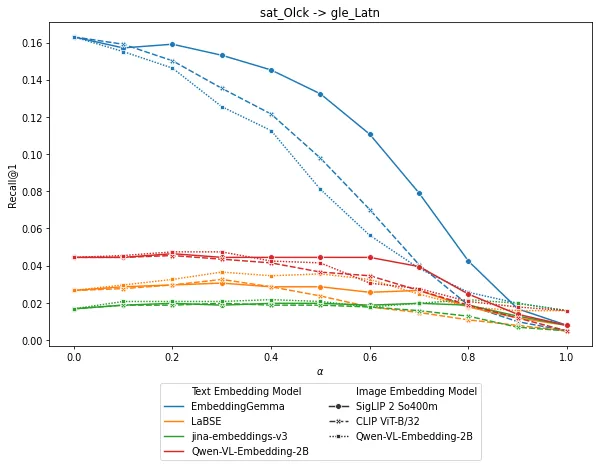 sat_Olck -> gle_Latn
Recall@1
0.16
0.14
0.12
0.10
0.08
0.06
0.04
0.02
0.00
0.0 0.2 0.4 0.6 0.8 1.0
α
Text Embedding Model Image Embedding Model
EmbeddingGemma SigLIP 2 So400m
LaBSE CLIP ViT-B/32
jina-embeddings-v3 Qwen-VL-Embedding-2B
Qwen-VL-Embedding-2B